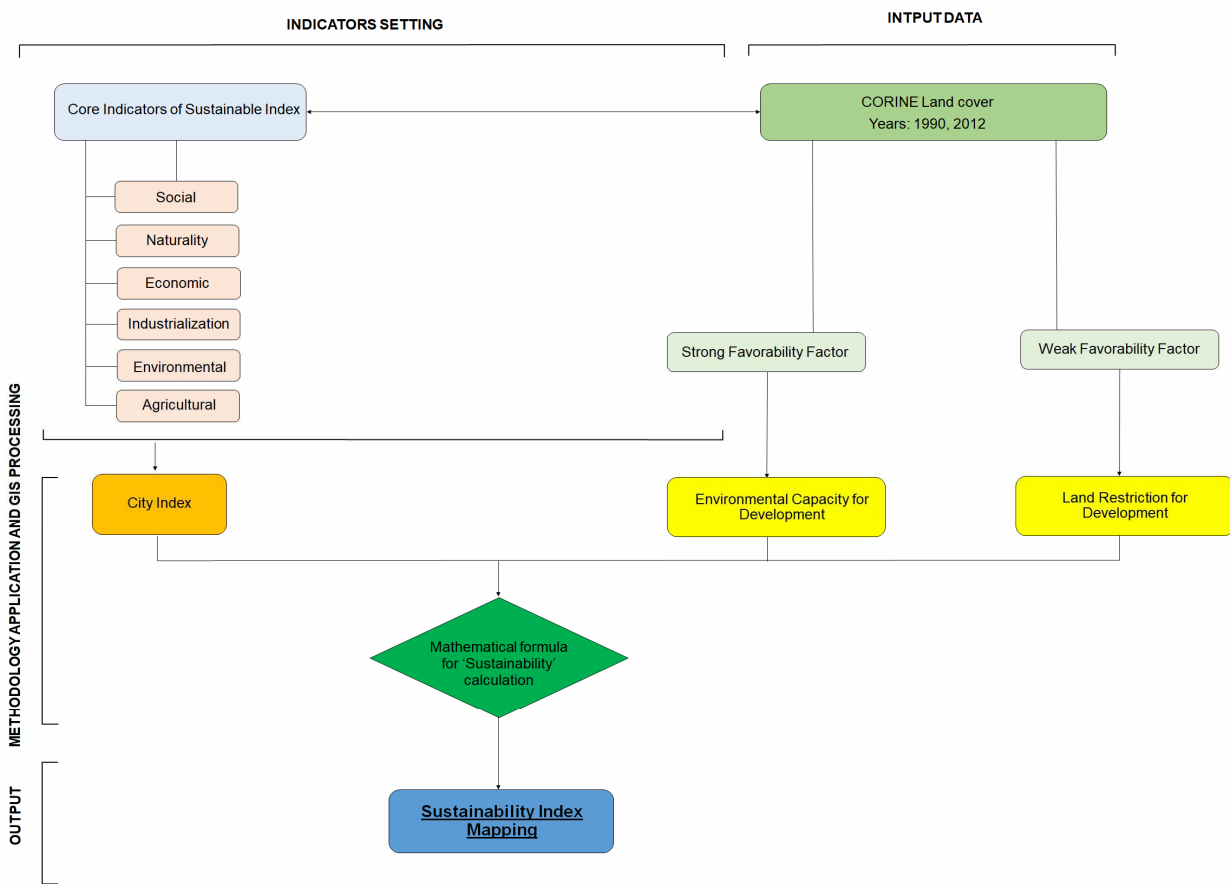 INDICATORS SETTING
INTPUT DATA
Core Indicators of Sustainable Index
CORINE Land cover
Years: 1990, 2012
Social
Naturality
Economic
Industrialization
Environmental
Agricultural
Strong Favorability Factor
Weak Favorability Factor
METHODOLOGY APPLICATION AND GIS PROCESSING
City Index
Environmental Capacity for
Development
Land Restriction for
Development
Mathematical formula
for ‘Sustainability’
calculation
OUTPUT
Sustainability Index
Mapping